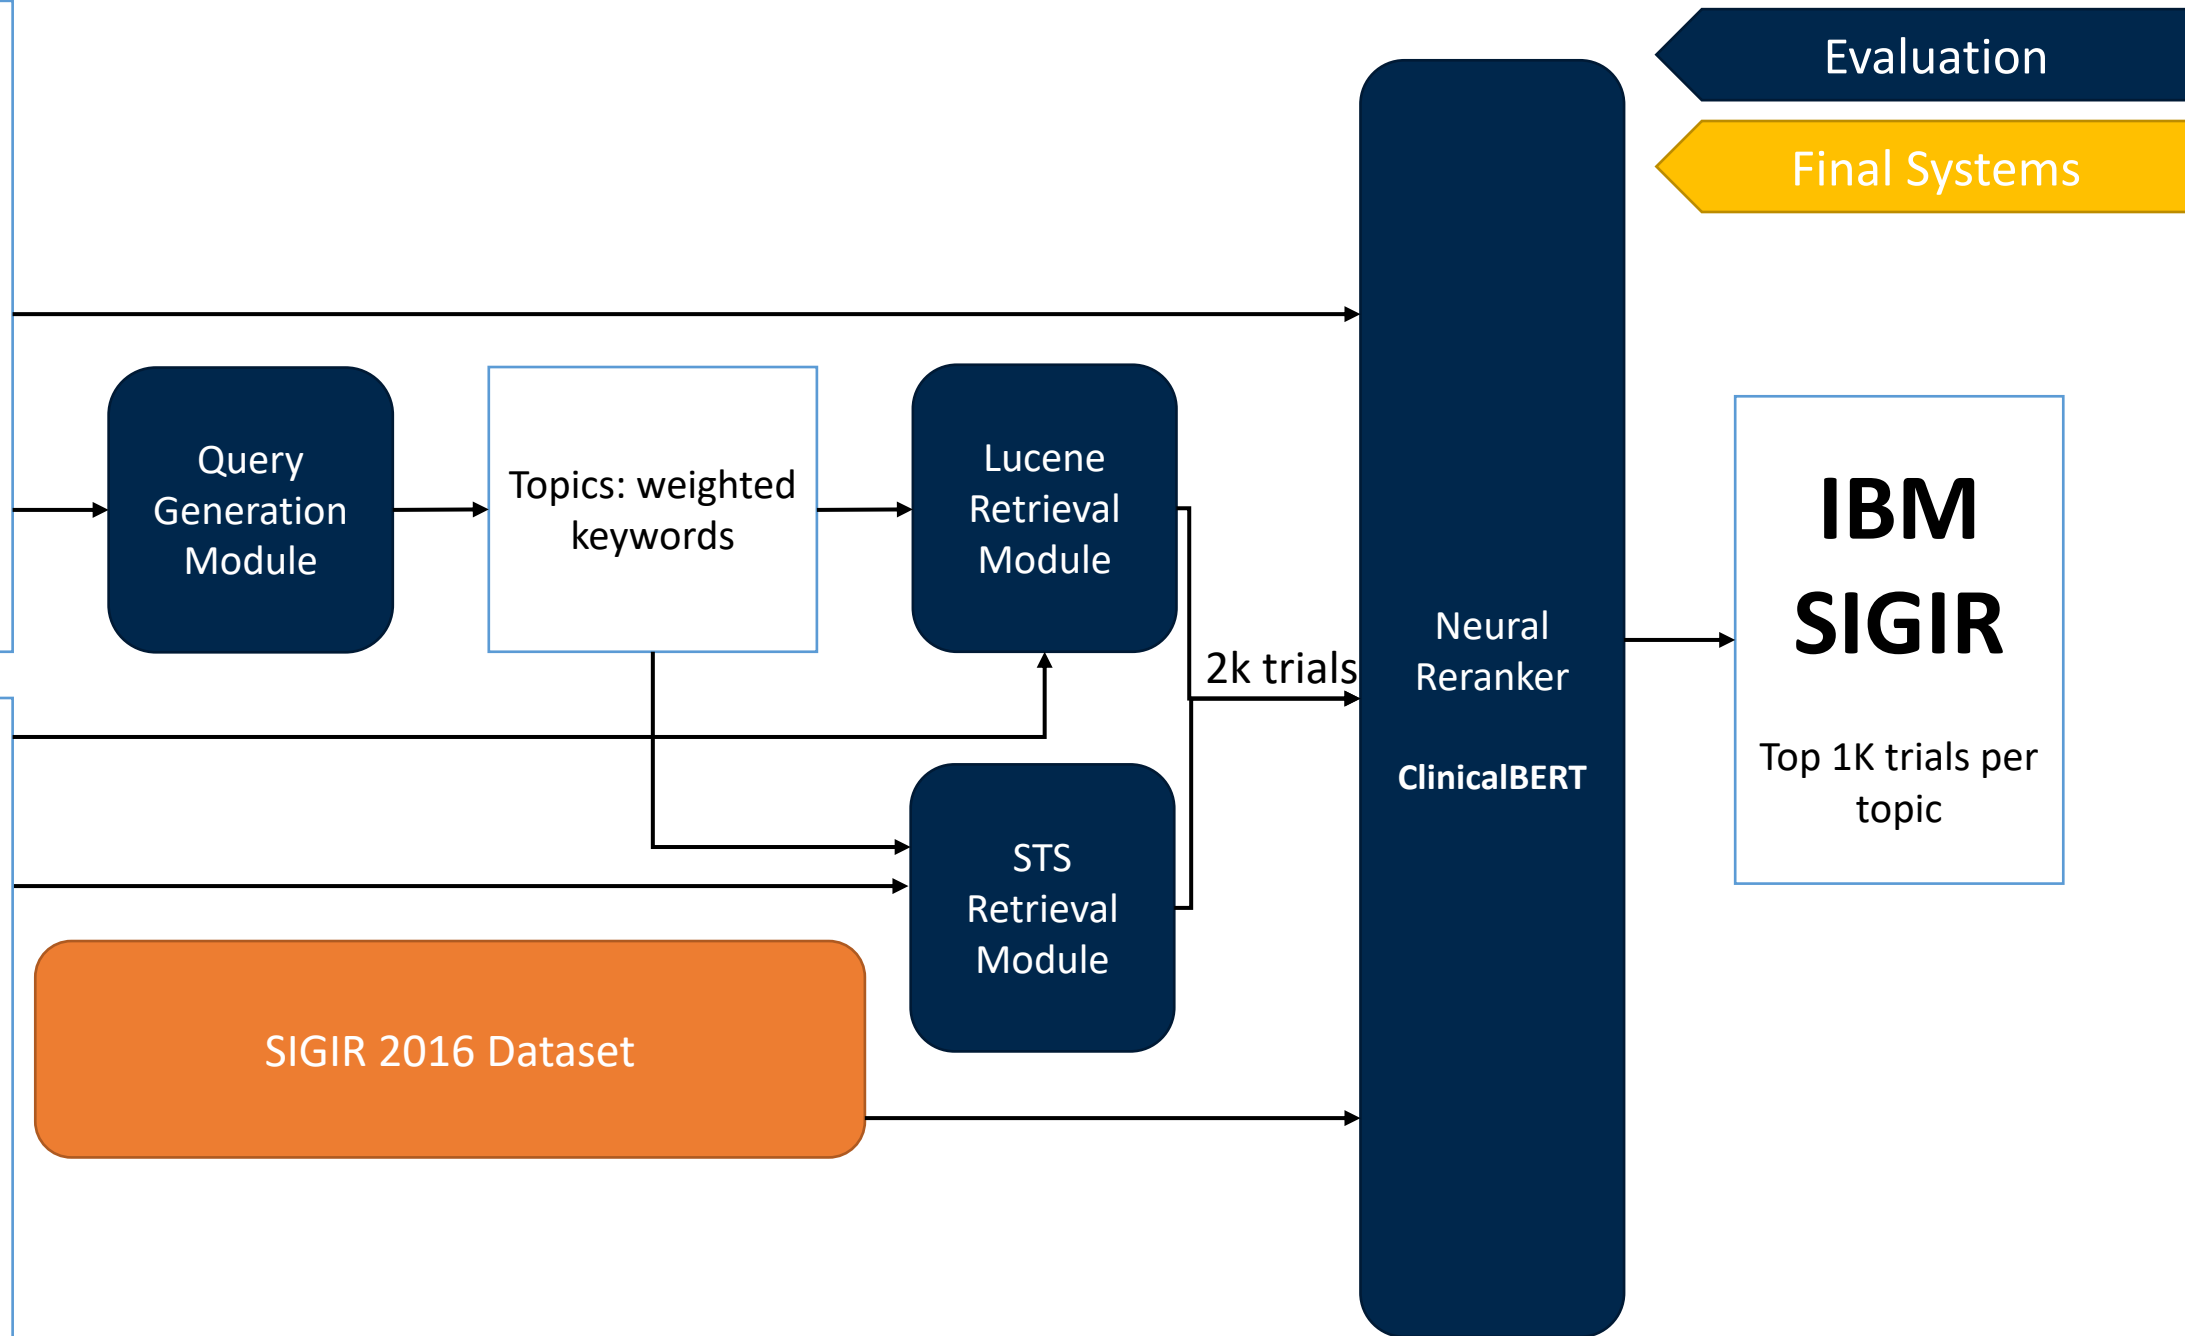 Evaluation
Final Systems
Query
Generation
Module
Topics: weighted
keywords
Lucene
Retrieval
Module
2k trials
Neural
Reranker
ClinicalBERT
IBM
SIGIR
Top 1K trials per
topic
STS
Retrieval
Module
SIGIR 2016 Dataset